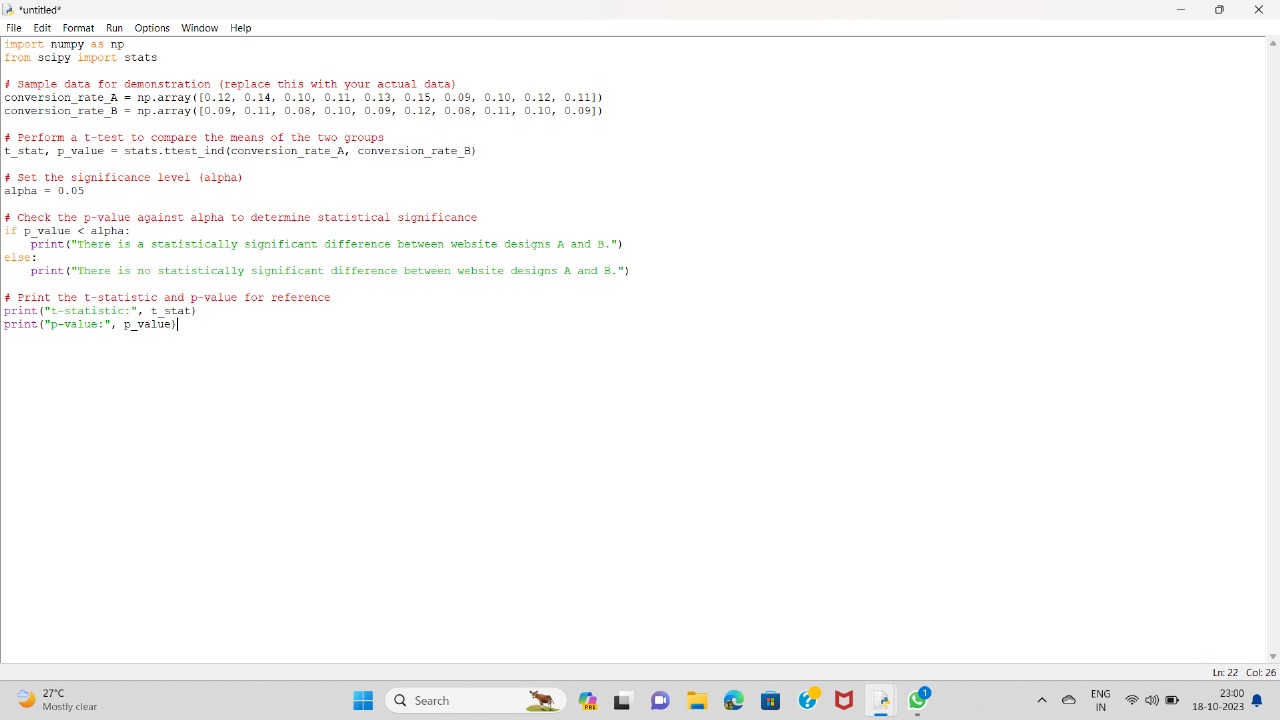 *untitled*
File Edit Format Run Options Window Help
import numpy as np
from scipy import stats
# Sample data for demonstration (replace this with your actual data)
conversion_rate_A = np.array([0.12, 0.14, 0.10, 0.11, 0.13, 0.15, 0.09, 0.10, 0.12, 0.11])
conversion_rate_B = np.array([0.09, 0.11, 0.08, 0.10, 0.09, 0.12, 0.08, 0.11, 0.10, 0.09])
# Perform a t-test to compare the means of the two groups
t_stat, p_value = stats.ttest_ind(conversion_rate_A, conversion_rate_B)
# Set the significance level (alpha)
alpha = 0.05
# Check the p-value against alpha to determine statistical significance
if p_value < alpha:
    print("There is a statistically significant difference between website designs A and B.")
else:
    print("There is no statistically significant difference between website designs A and B.")
# Print the t-statistic and p-value for reference
print("t-statistic:", t_stat)
print("p-value:", p_value)
Ln: 22 Col: 26
27°C
Mostly clear
Search
PRE
1
ENG
IN
23:00
18-10-2023